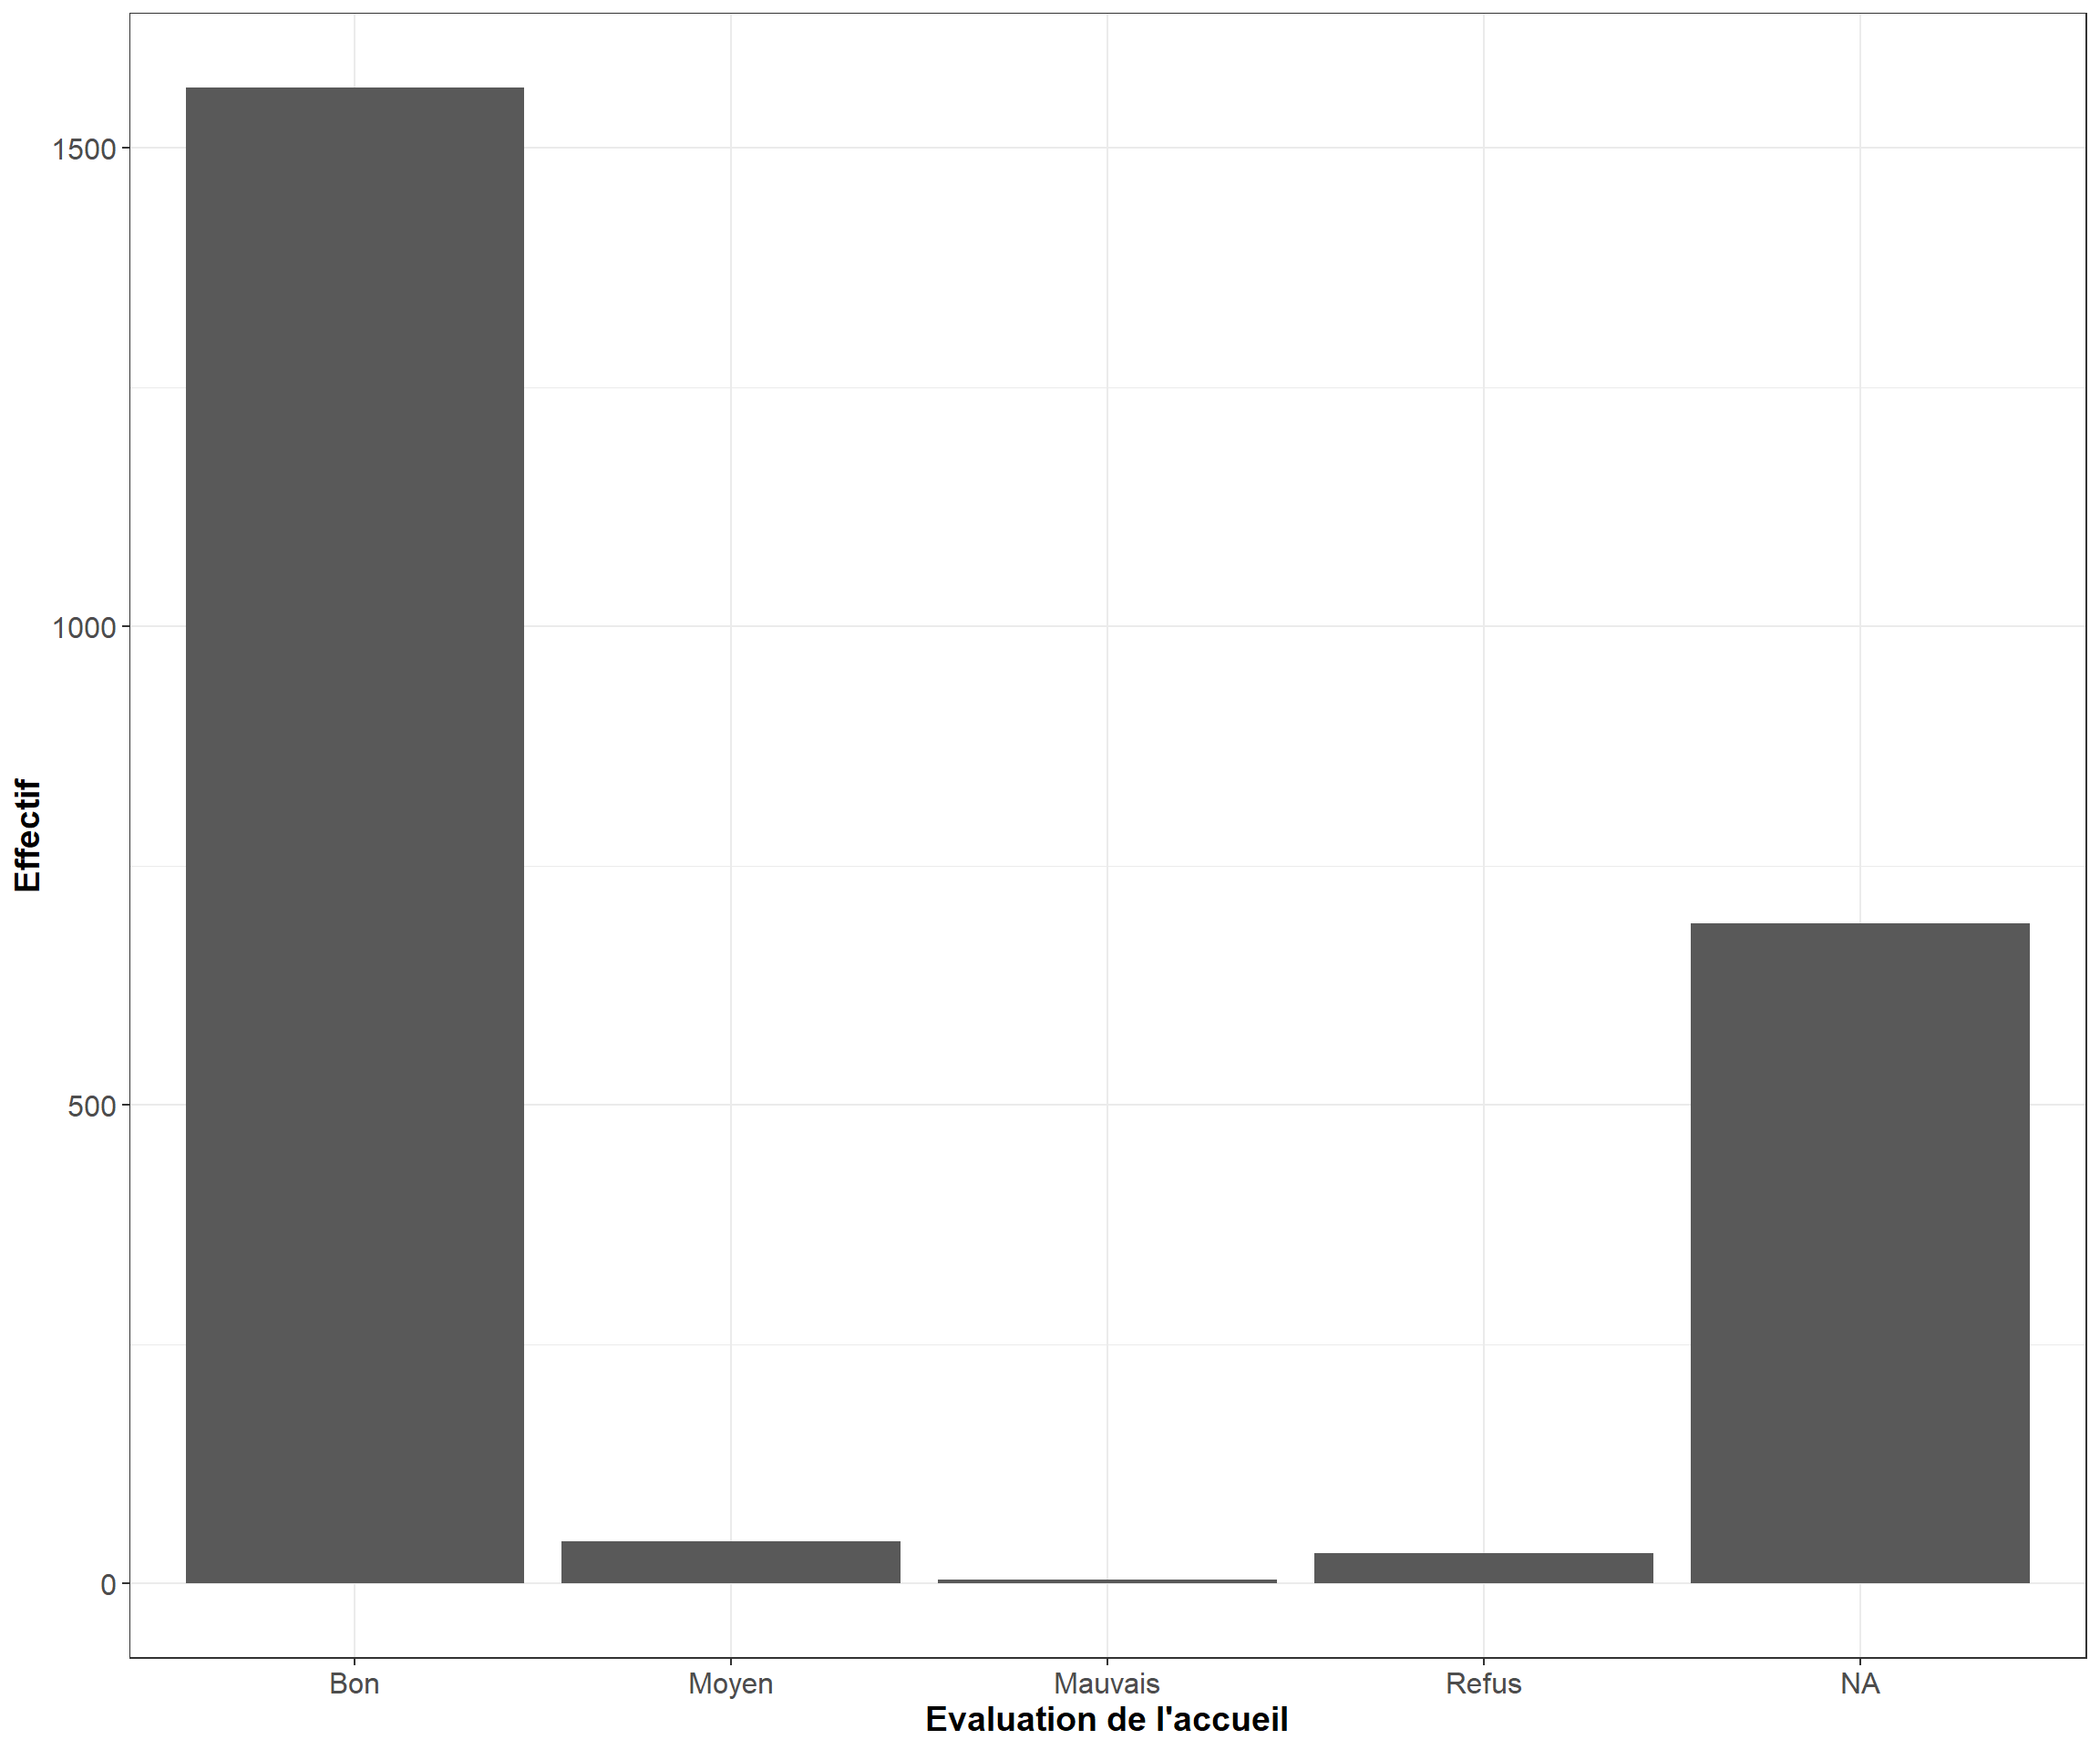 1500
1000
500
0
Effectif
Bon Moyen Mauvais Refus NA
Evaluation de l'accueil